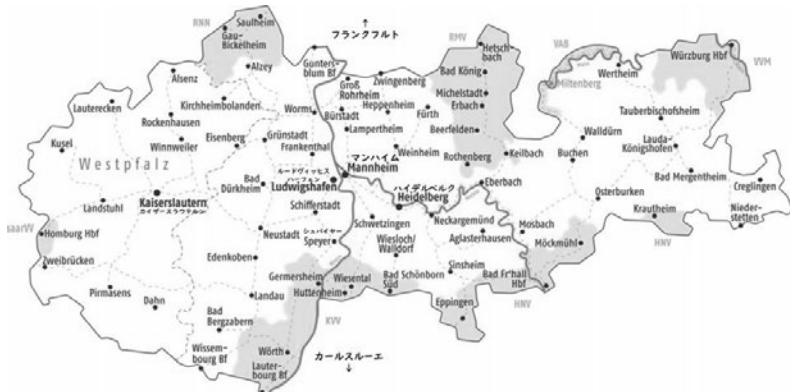 RNN
Saulheim
Gau-
Bickelheim
Alzey
Alsenz
Lauterecken
Kirchheimbolanden
Rockenhausen
Winnweiler
Kusel
Westpfalz
Eisenberg
Grünstadt
Frankenthal
Worms
Gunters-
blum Bf
↑
フランクフルト
Groß
Rohrheim
Zwingenberg
Bürstadt
Heppenheim
Lampertheim
Fürth
Weinheim
RMV
Hetsch-
bach
Bad König
Michelstadt
Erbach
Beerfelden
Rothenberg
Keilbach
Eberbach
VAB
Miltenberg
Wertheim
Würzburg Hbf
VVM
Tauberbischofsheim
Walldürn
Lauda-
Königshofen
Buchen
Bad Mergentheim
Creglingen
Nieder-
stetten
Osterburken
Krautheim
HNV
Mosbach
Möckmühl
Landstuhl
Kaiserslautern
カイザースラウテルン
Bad
Dürkheim
ルードヴィッヒス
ハーフェン
Ludwigshafen
マンハイム
Mannheim
ハイデルベルク
Heidelberg
Schifferstadt
シュパイヤー
Speyer
Schwetzingen
Neckargemünd
Wiesloch/
Walldorf
Aglasterhausen
Sinsheim
Bad Schönborn
Süd
Bad Fr'hall
Hbf
HNV
Eppingen
saarVV
Homburg Hbf
Zweibrücken
Pirmasens
Dahn
Neustadt
Edenkoben
Landau
Germersheim
Wiesental
Huttenheim
KVV
Bad
Bergzabern
Wissem-
bourg Bf
Wörth
Lauter-
bourg Bf
カールスルーエ
↓